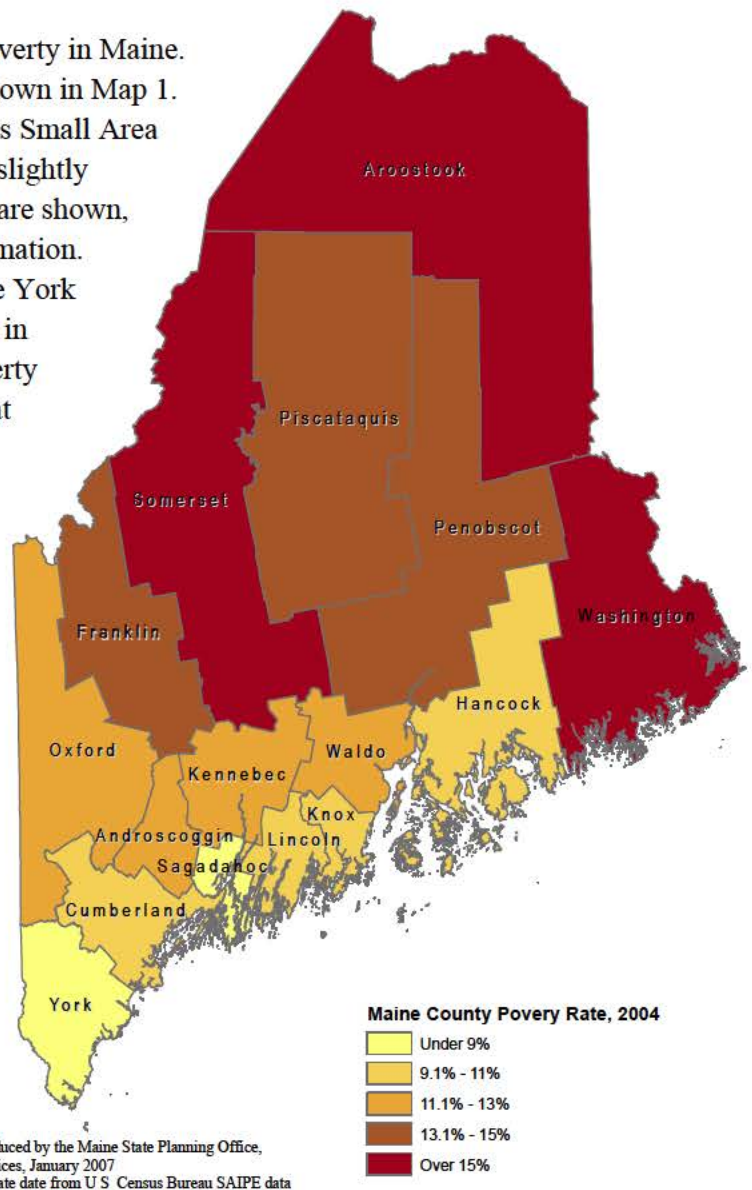 verty in Maine.
own in Map 1.
s Small Area
slightly
are shown,
mation.
e York
in
erty
at
Aroostook
Piscataquis
Somerset
Penobscot
Franklin
Washington
Hancock
Oxford
Waldo
Kennebec
Knox
Androscoggin
Lincoln
Sagadahoc
Cumberland
York
Maine County Povery Rate, 2004
Under 9%
9.1% - 11%
11.1% - 13%
13.1% - 15%
Over 15%
duced by the Maine State Planning Office,
ices, January 2007
ate date from U S Census Bureau SAIPE data